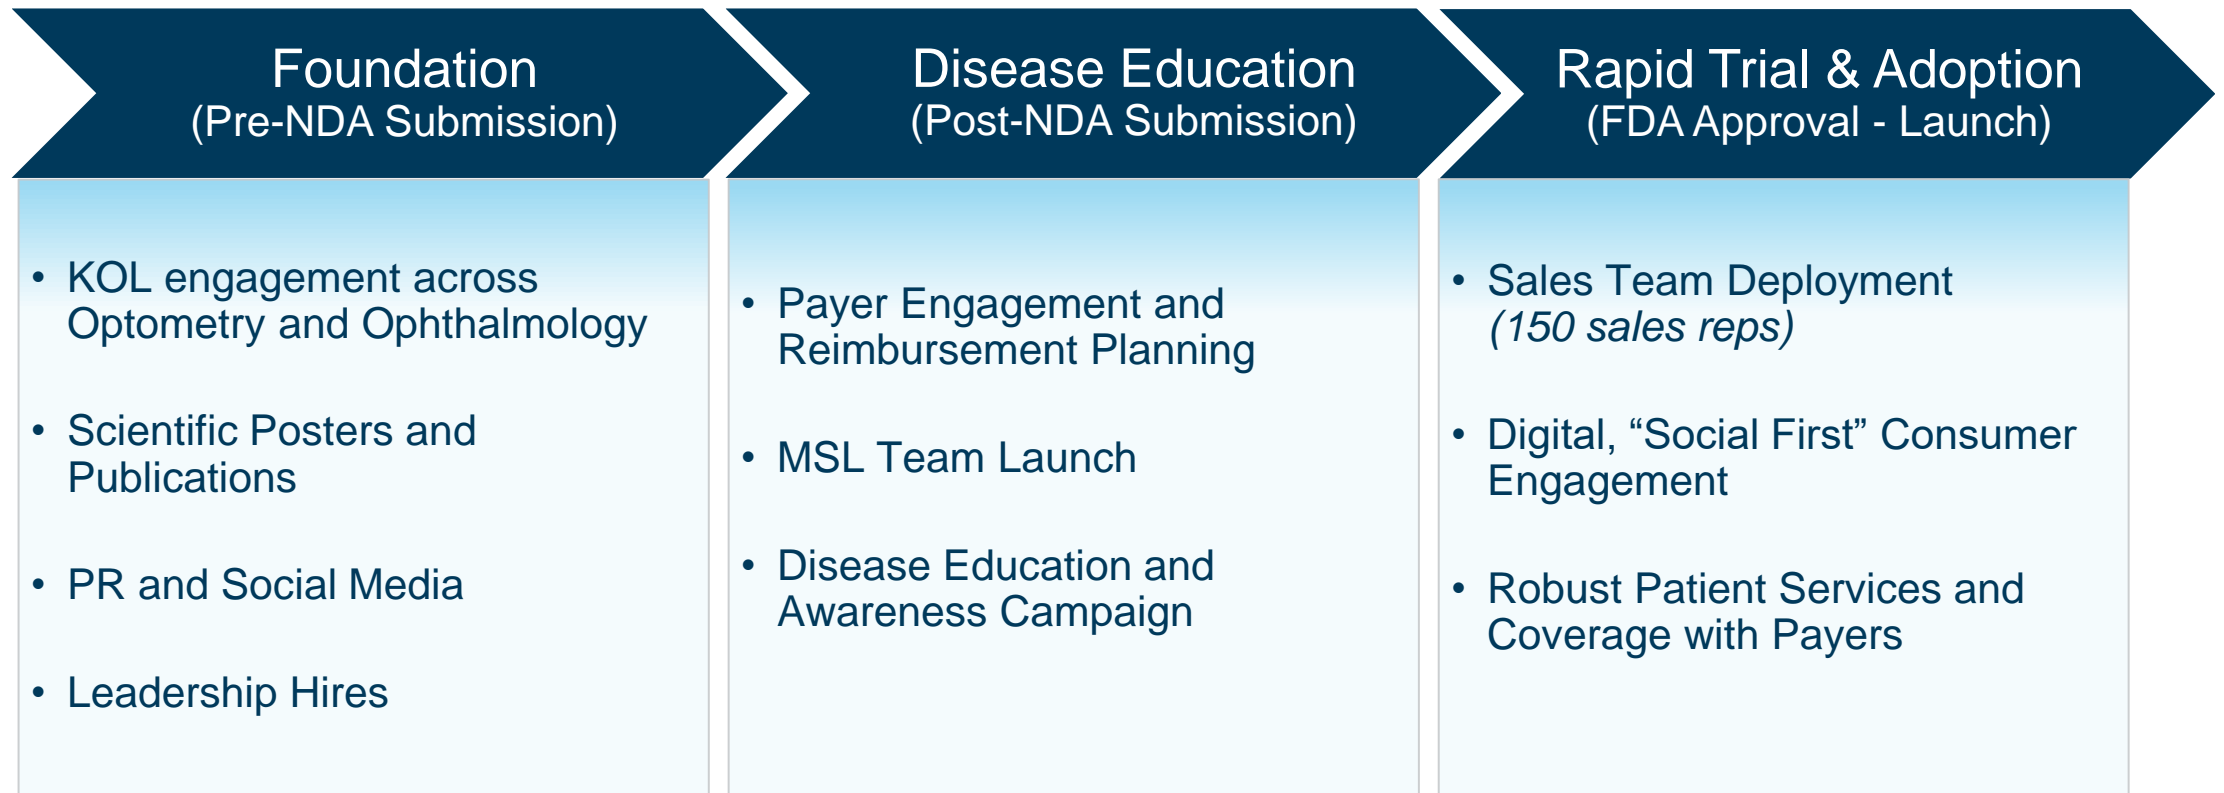 Foundation
(Pre-NDA Submission)
• KOL engagement across
Optometry and Ophthalmology
• Scientific Posters and
Publications
• PR and Social Media
• Leadership Hires
Disease Education
(Post-NDA Submission)
• Payer Engagement and
Reimbursement Planning
• MSL Team Launch
• Disease Education and
Awareness Campaign
Rapid Trial & Adoption
(FDA Approval - Launch)
• Sales Team Deployment
(150 sales reps)
• Digital, “Social First” Consumer
Engagement
• Robust Patient Services and
Coverage with Payers